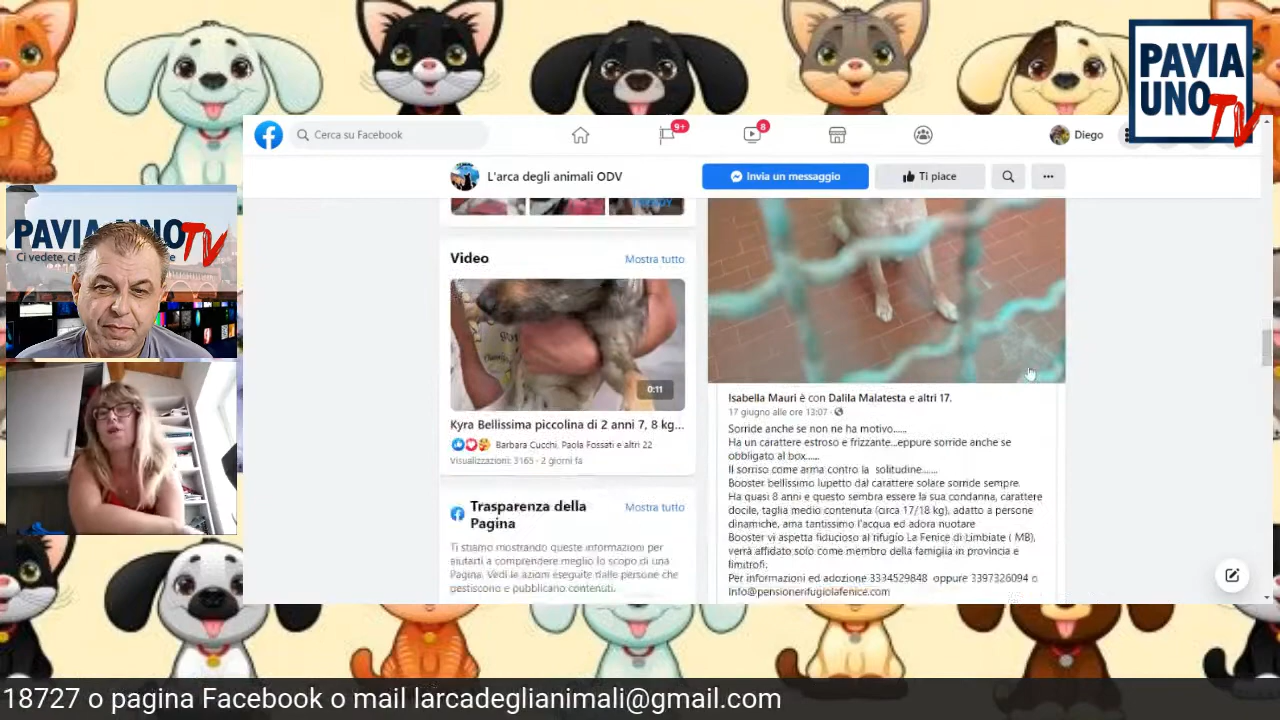 PAVIA
UNO TV
Cerca su Facebook
9+
8
Diego
L'arca degli animali ODV
Invia un messaggio
Ti piace
Video
Mostra tutto
0:11
Kyra Bellissima piccolina di 2 anni 7, 8 kg...
Barbara Cucchi, Paola Fossati e altri 22
Visualizzazioni: 3165 · 2 giorni fa
Trasparenza della
Pagina
Mostra tutto
Ti stiamo mostrando queste informazioni per
aiutarti a comprendere meglio lo scopo di una
Pagina. Vedi le azioni eseguite dalle persone che
gestiscono e pubblicano contenuti.
Isabella Mauri è con Dalila Malatesta e altri 17.
17 giugno alle ore 13:07 ·
Sorride anche se non ne ha motivo.....
Ha un carattere estroso e frizzante...eppure sorride anche se
obbligato al box.....
Il sorriso come arma contro la solitudine.......
Booster bellissimo lupetto dal carattere solare sorride sempre.
Ha quasi 8 anni e questo sembra essere la sua condanna, carattere
docile, taglia medio contenuta (circa 17/18 kg), adatto a persone
dinamiche, ama tantissimo l'acqua ed adora nuotare
Booster vi aspetta fiducioso al rifugio La Fenice di Limbiate ( MB),
verrà affidato solo come membro della famiglia in provincia e
limitrofi.
Per informazioni ed adozione 3334529848 oppure 3397326094 o
Info@pensionerifugiolafenice.com
PAVIA UNO TV
Ci vedete, ci
18727 o pagina Facebook o mail larcadeglianimali@gmail.com